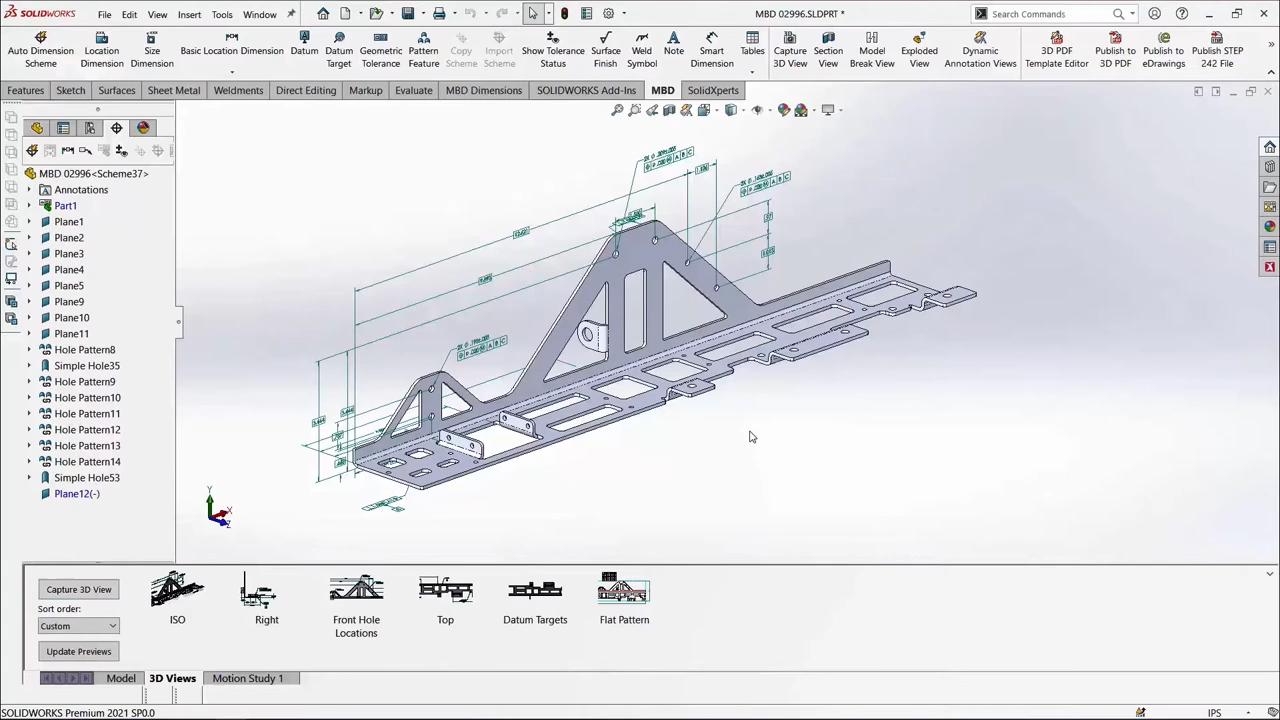 SOLIDWORKS File Edit View Insert Tools Window MBD 02996.SLDPRT * Search Commands
Auto Dimension Scheme
Location Dimension
Size Dimension
Basic Location Dimension
Datum
Datum Target
Geometric Tolerance
Pattern Feature
Copy Scheme
Import Scheme
Show Tolerance Status
Surface Finish
Weld Symbol
Note
Smart Dimension
Tables
Capture 3D View
Section View
Model Break View
Exploded View
Dynamic Annotation Views
3D PDF Template Editor
Publish to 3D PDF
Publish to eDrawings
Publish STEP 242 File
Features Sketch Surfaces Sheet Metal Weldments Direct Editing Markup Evaluate MBD Dimensions SOLIDWORKS Add-Ins MBD SolidXperts
MBD 02996<Scheme37>
Annotations
Part1
Plane1
Plane2
Plane3
Plane4
Plane5
Plane9
Plane10
Plane11
Hole Pattern8
Simple Hole35
Hole Pattern9
Hole Pattern10
Hole Pattern11
Hole Pattern12
Hole Pattern13
Hole Pattern14
Simple Hole53
Plane12(-)
Y
X
Z
Capture 3D View
Sort order:
Custom
Update Previews
ISO
Right
Front Hole
Locations
Top
Datum Targets
Flat Pattern
Model 3D Views Motion Study 1
SOLIDWORKS Premium 2021 SP0.0 IPS